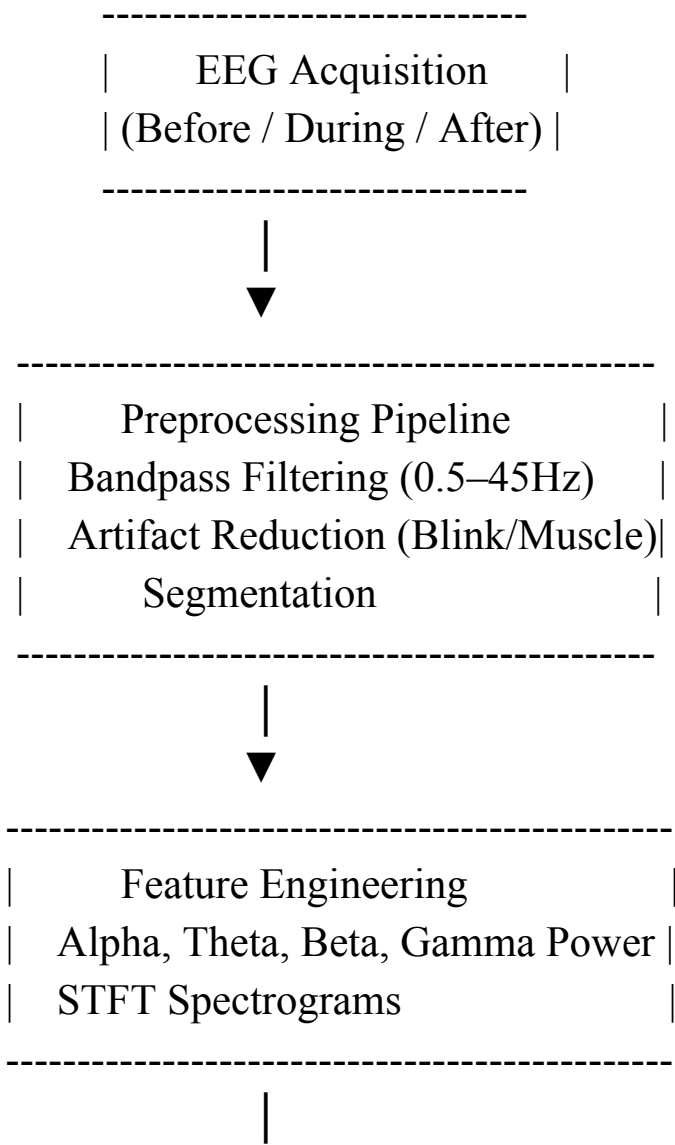 ------------------------------
| EEG Acquisition |
| (Before / During / After) |
------------------------------
│
▼
---------------------------------------------
| Preprocessing Pipeline |
| Bandpass Filtering (0.5–45Hz) |
| Artifact Reduction (Blink/Muscle)|
| Segmentation |
---------------------------------------------
│
▼
-----------------------------------------------
| Feature Engineering |
| Alpha, Theta, Beta, Gamma Power |
| STFT Spectrograms |
-----------------------------------------------
│